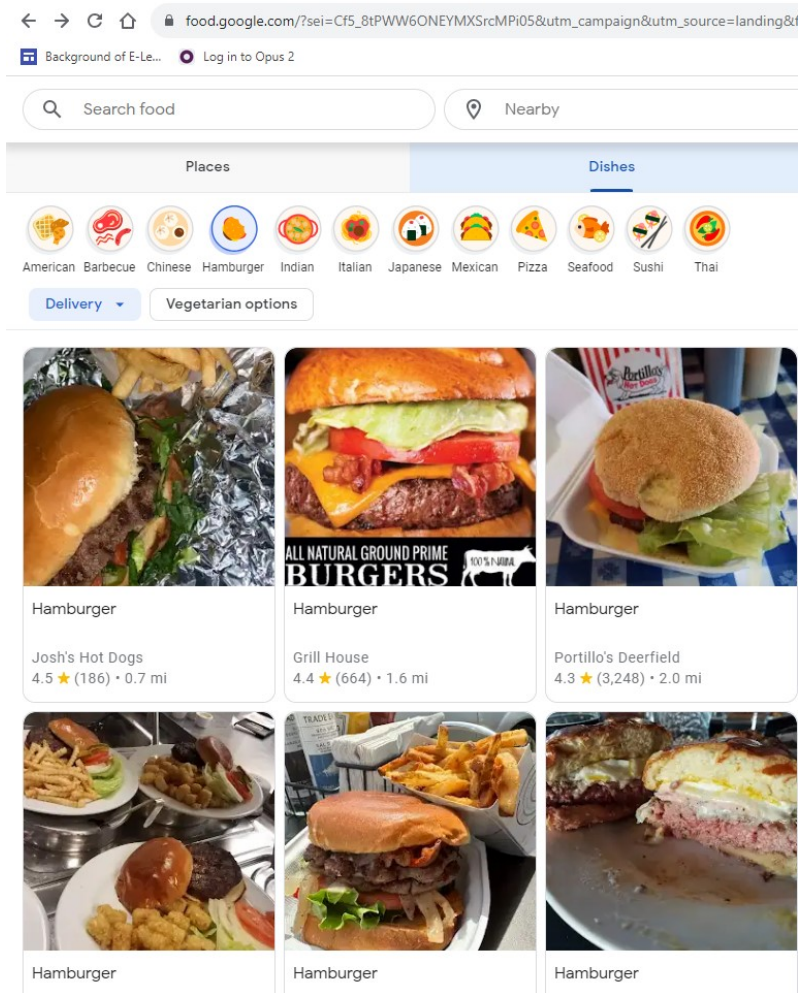 food.google.com/?sei=Cf5_8tPWW6ONEYMXSrcMPi05&utm_campaign&utm_source=landing&
Background of E-Le... Log in to Opus 2
Search food Nearby
Places Dishes
American Barbecue Chinese Hamburger Indian Italian Japanese Mexican Pizza Seafood Sushi Thai
Delivery Vegetarian options
Portillo's
HOT DOGS
ALL NATURAL GROUND PRIME
BURGERS 100% NATURAL
Hamburger Hamburger Hamburger
Josh's Hot Dogs Grill House Portillo's Deerfield
4.5 ★ (186) • 0.7 mi 4.4 ★ (664) • 1.6 mi 4.3 ★ (3,248) • 2.0 mi
Hamburger Hamburger Hamburger